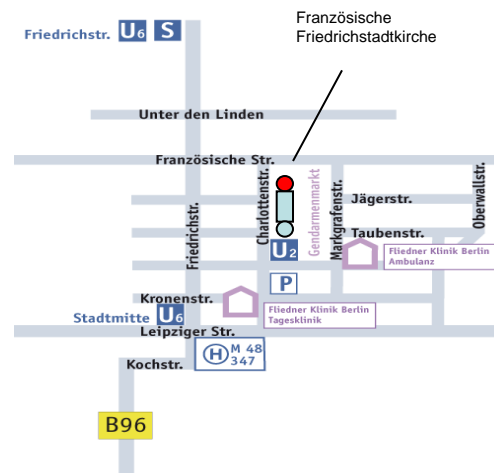 Französische
Friedrichstadtkirche
Friedrichstr. U6 S
Unter den Linden
Französische Str.
Charlottenstr.
Gendarmenmarkt
Markgrafenstr.
Oberwallstr.
Jägerstr.
Taubenstr.
Friedrichstr.
U2
Fliedner Klinik Berlin
Ambulanz
P
Kronenstr.
Fliedner Klinik Berlin
Tagesklinik
Stadtmitte U6
Leipziger Str.
H M 48
347
Kochstr.
B96